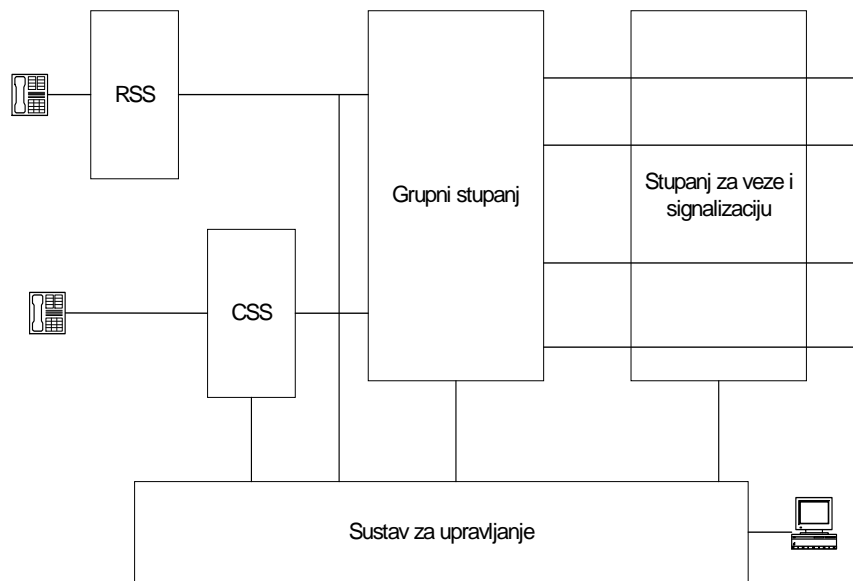 RSS
Grupni stupanj
Stupanj za veze i
signalizaciju
CSS
Sustav za upravljanje